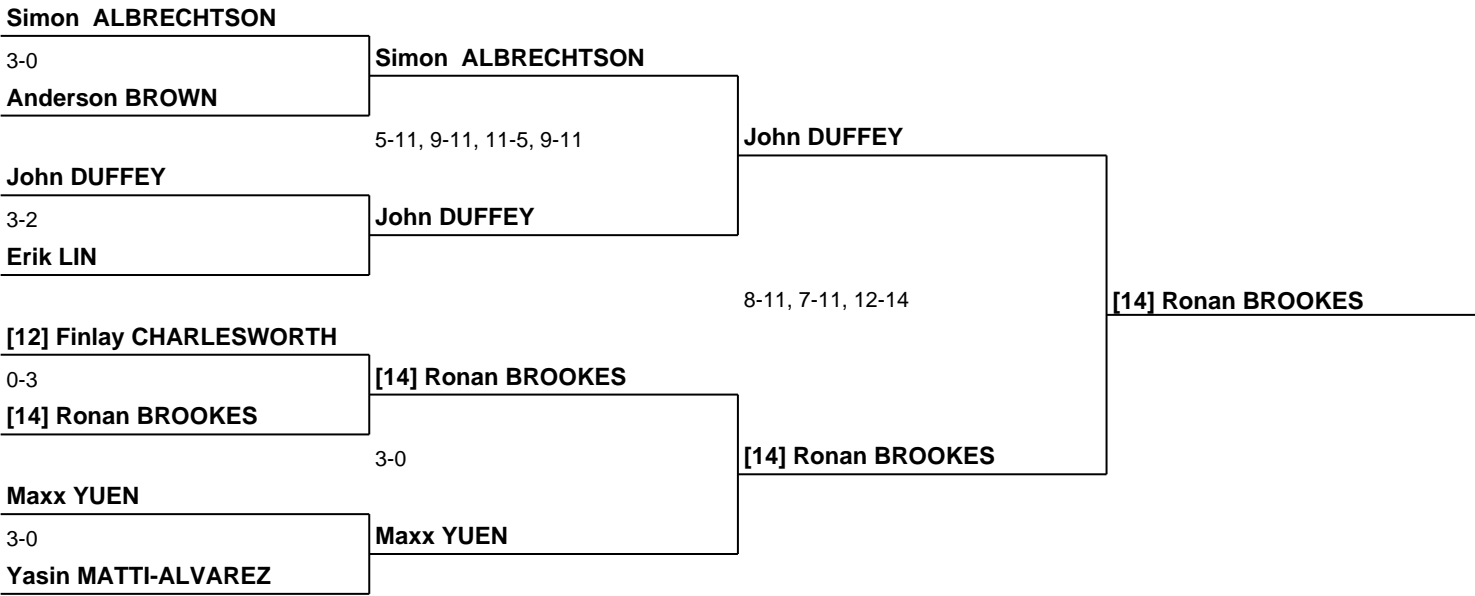 Simon  ALBRECHTSON
3-0
Anderson BROWN
John DUFFEY
3-2
Erik LIN
[12] Finlay CHARLESWORTH
0-3
[14] Ronan BROOKES
Maxx YUEN
3-0
Yasin MATTI-ALVAREZ
Simon  ALBRECHTSON
5-11, 9-11, 11-5, 9-11
John DUFFEY
[14] Ronan BROOKES
3-0
Maxx YUEN
John DUFFEY
8-11, 7-11, 12-14
[14] Ronan BROOKES
[14] Ronan BROOKES